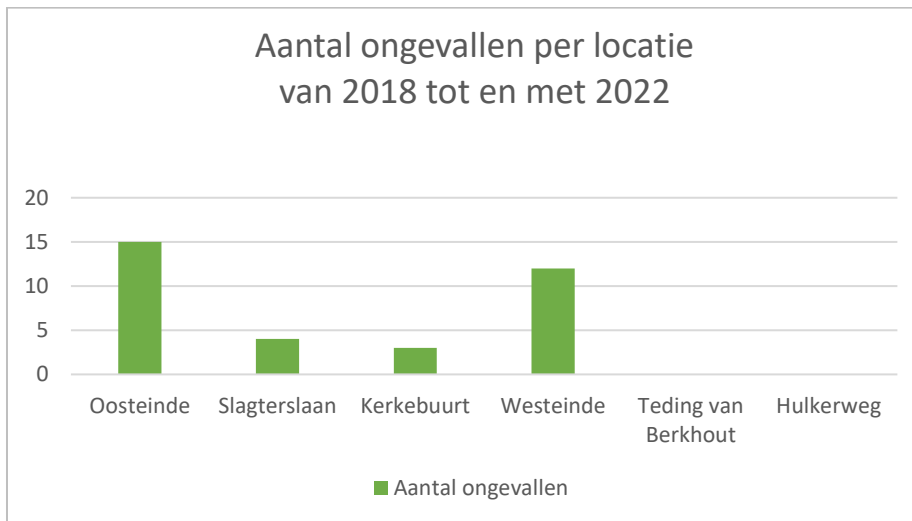 Aantal ongevallen per locatie
van 2018 tot en met 2022
20
15
10
5
0
Oosteinde
Slagterslaan
Kerkebuurt
Westeinde
Teding van
Berkhout
Hulkerweg
Aantal ongevallen